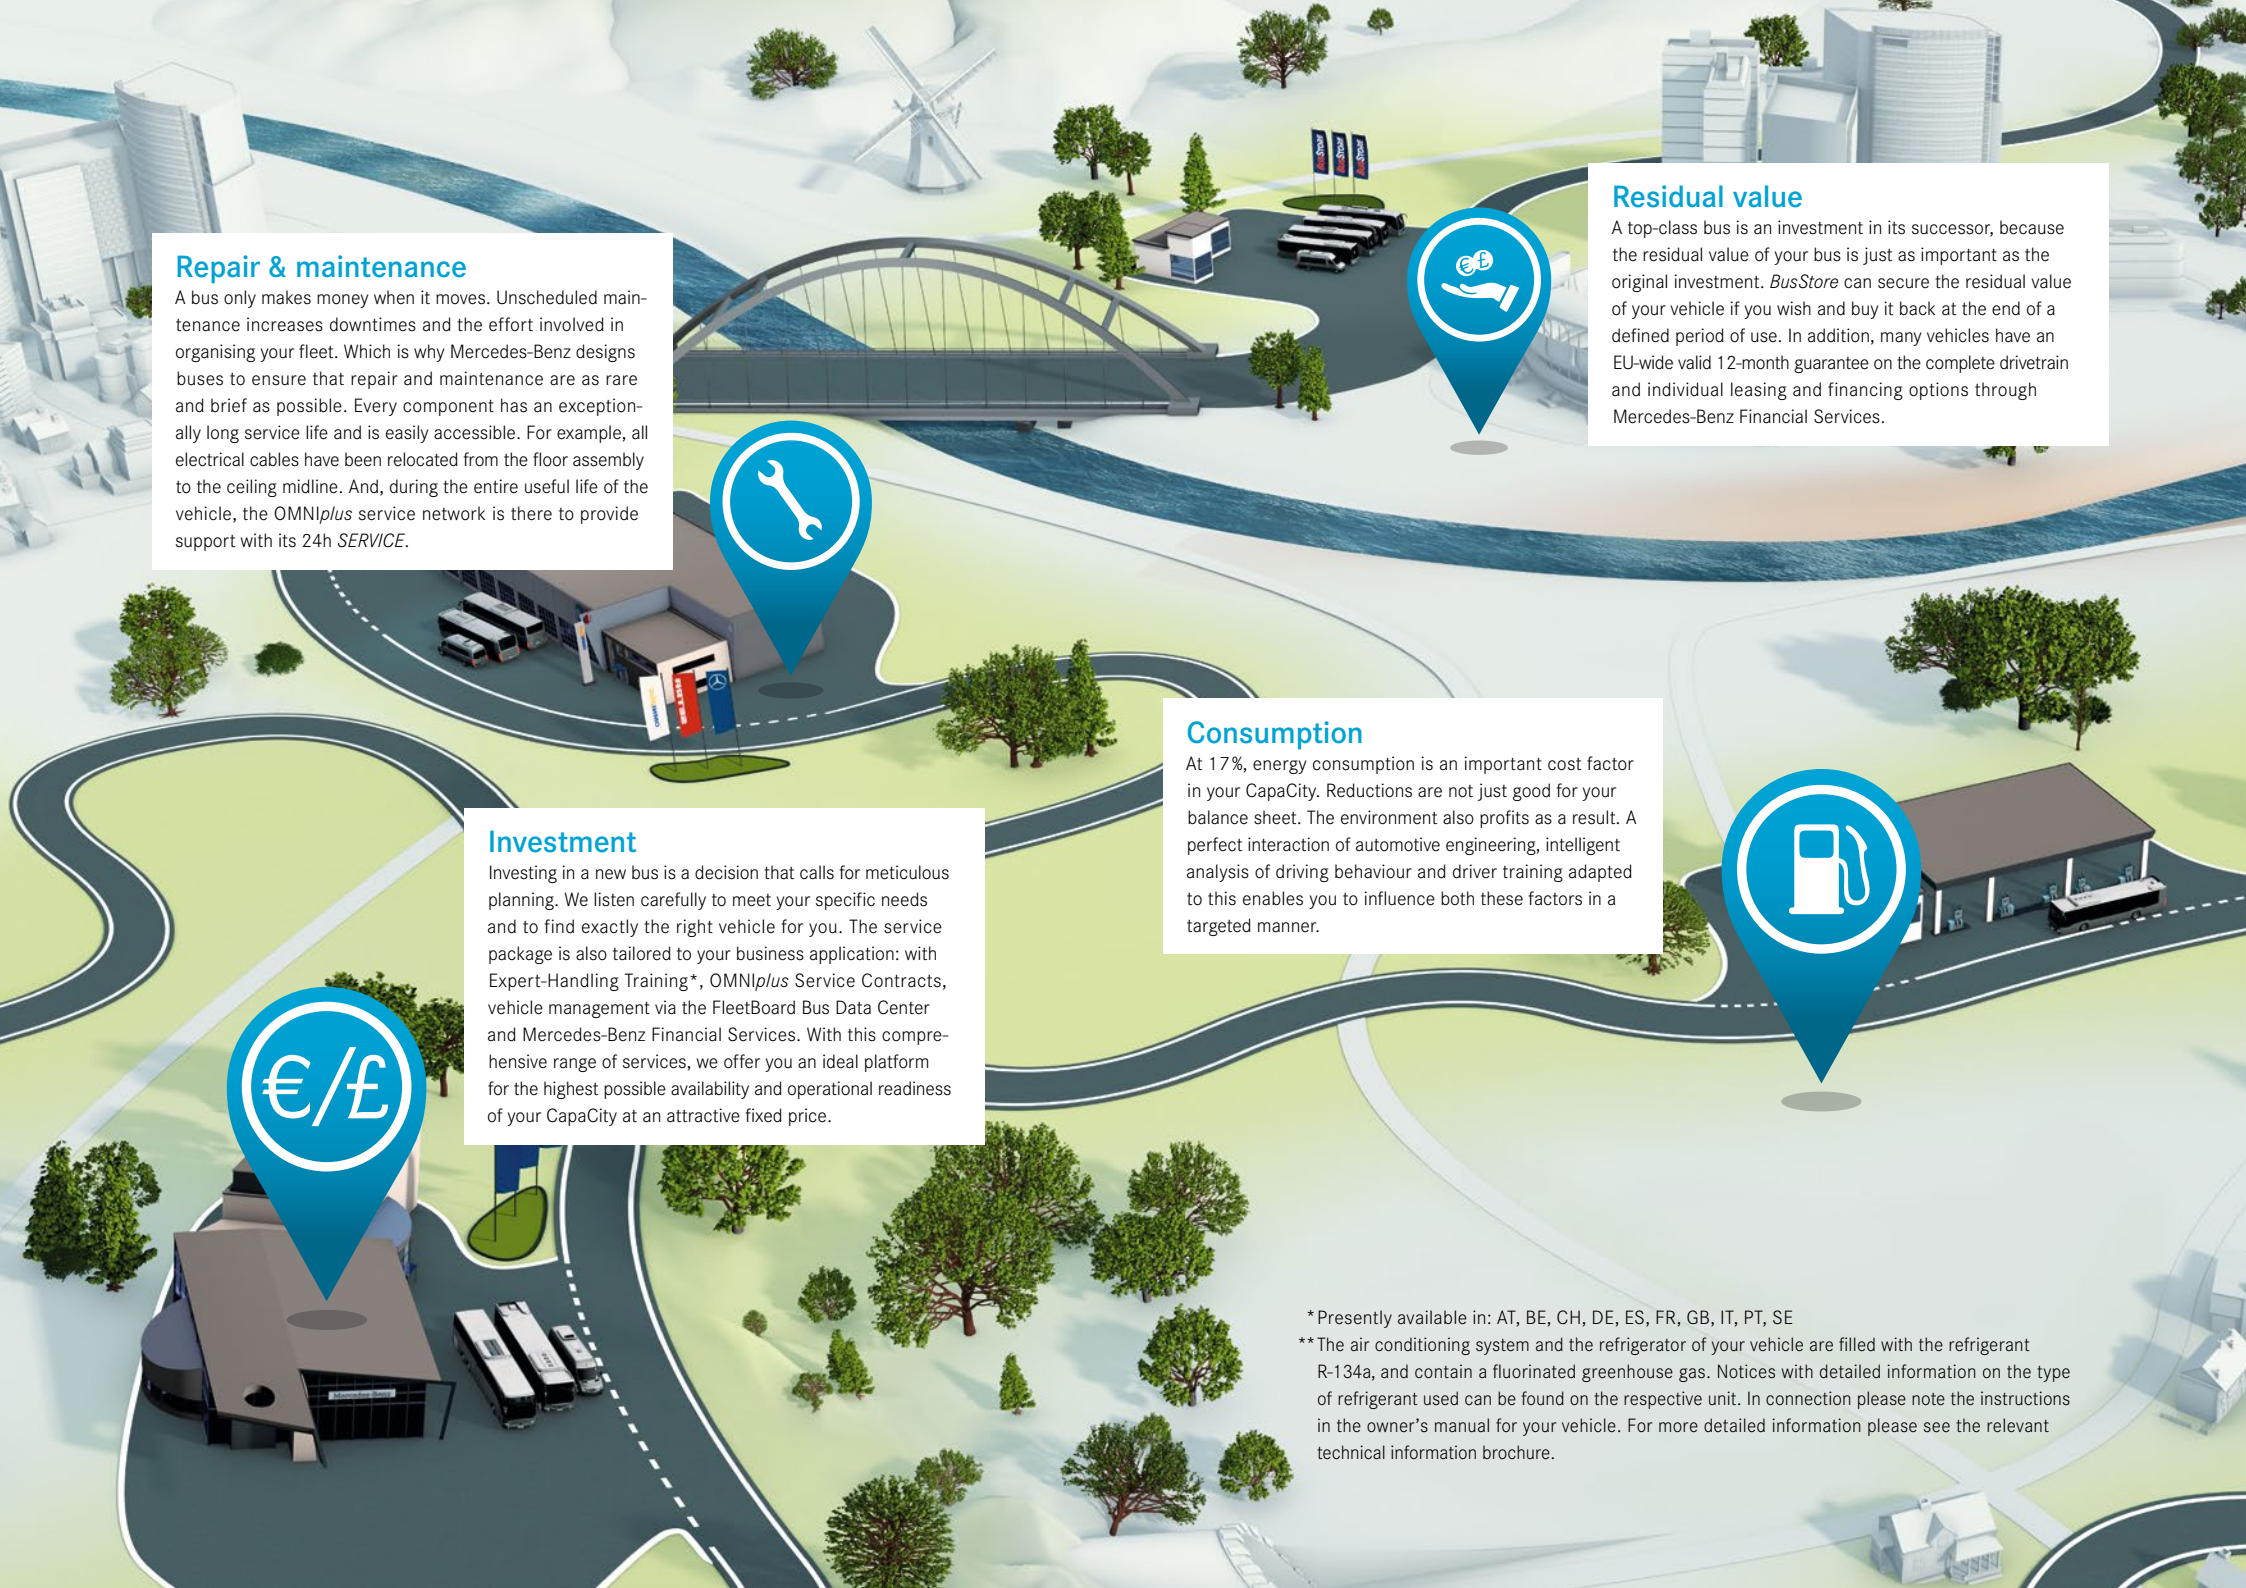 Residual value
A top-class bus is an investment in its successor, because
the residual value of your bus is just as important as the
original investment. BusStore can secure the residual value
of your vehicle if you wish and buy it back at the end of a
defined period of use. In addition, many vehicles have an
EU-wide valid 12-month guarantee on the complete drivetrain
and individual leasing and financing options through
Mercedes-Benz Financial Services.
BUSSTORE
BUSSTORE
BUSSTORE
€ £
Repair & maintenance
A bus only makes money when it moves. Unscheduled main-
tenance increases downtimes and the effort involved in
organising your fleet. Which is why Mercedes-Benz designs
buses to ensure that repair and maintenance are as rare
and brief as possible. Every component has an exception-
ally long service life and is easily accessible. For example, all
electrical cables have been relocated from the floor assembly
to the ceiling midline. And, during the entire useful life of the
vehicle, the OMNIplus service network is there to provide
support with its 24h SERVICE.
OMNIplus
SETRA
Consumption
At 17%, energy consumption is an important cost factor
in your CapaCity. Reductions are not just good for your
balance sheet. The environment also profits as a result. A
perfect interaction of automotive engineering, intelligent
analysis of driving behaviour and driver training adapted
to this enables you to influence both these factors in a
targeted manner.
Investment
Investing in a new bus is a decision that calls for meticulous
planning. We listen carefully to meet your specific needs
and to find exactly the right vehicle for you. The service
package is also tailored to your business application: with
Expert-Handling Training*, OMNIplus Service Contracts,
vehicle management via the FleetBoard Bus Data Center
and Mercedes-Benz Financial Services. With this compre-
hensive range of services, we offer you an ideal platform
for the highest possible availability and operational readiness
of your CapaCity at an attractive fixed price.
€/£
Mercedes-Benz
*Presently available in: AT, BE, CH, DE, ES, FR, GB, IT, PT, SE
**The air conditioning system and the refrigerator of your vehicle are filled with the refrigerant
R-134a, and contain a fluorinated greenhouse gas. Notices with detailed information on the type
of refrigerant used can be found on the respective unit. In connection please note the instructions
in the owner's manual for your vehicle. For more detailed information please see the relevant
technical information brochure.